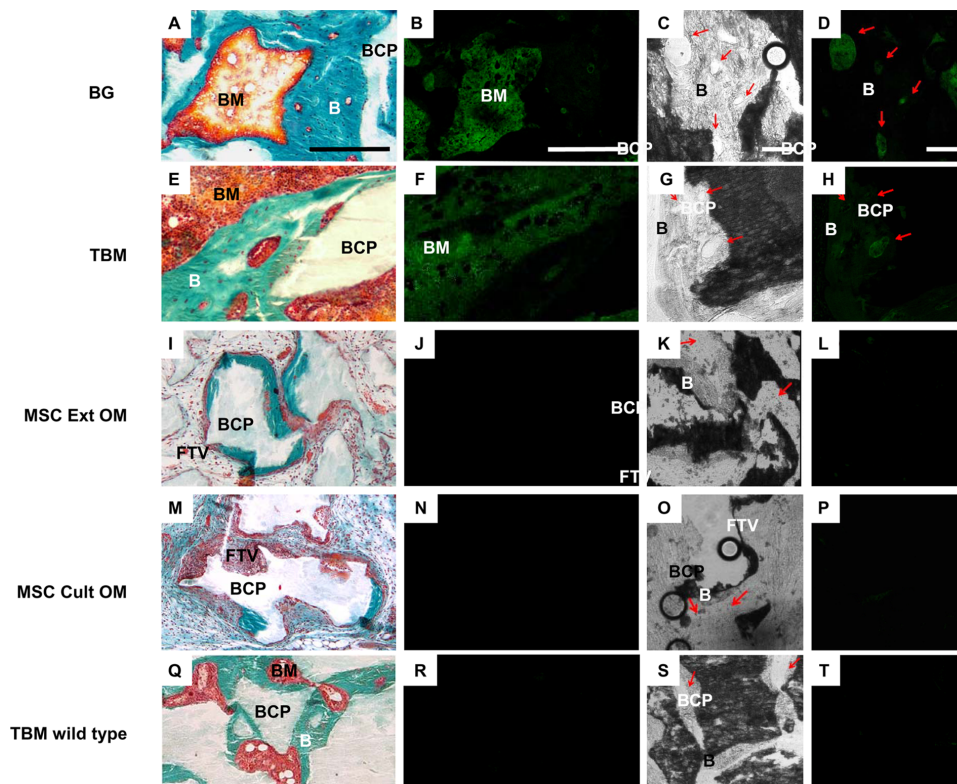 A B C D
BG BM BCP B BM BCP B BCP B
E F G H
TBM BM B BCP BM B BCP B BCP
I J K L
MSC Ext OM BCP FTV BCP FTV B
M N O P
MSC Cult OM FTV BCP FTV BCP B
Q R S T
TBM wild type BM BCP B BCP B